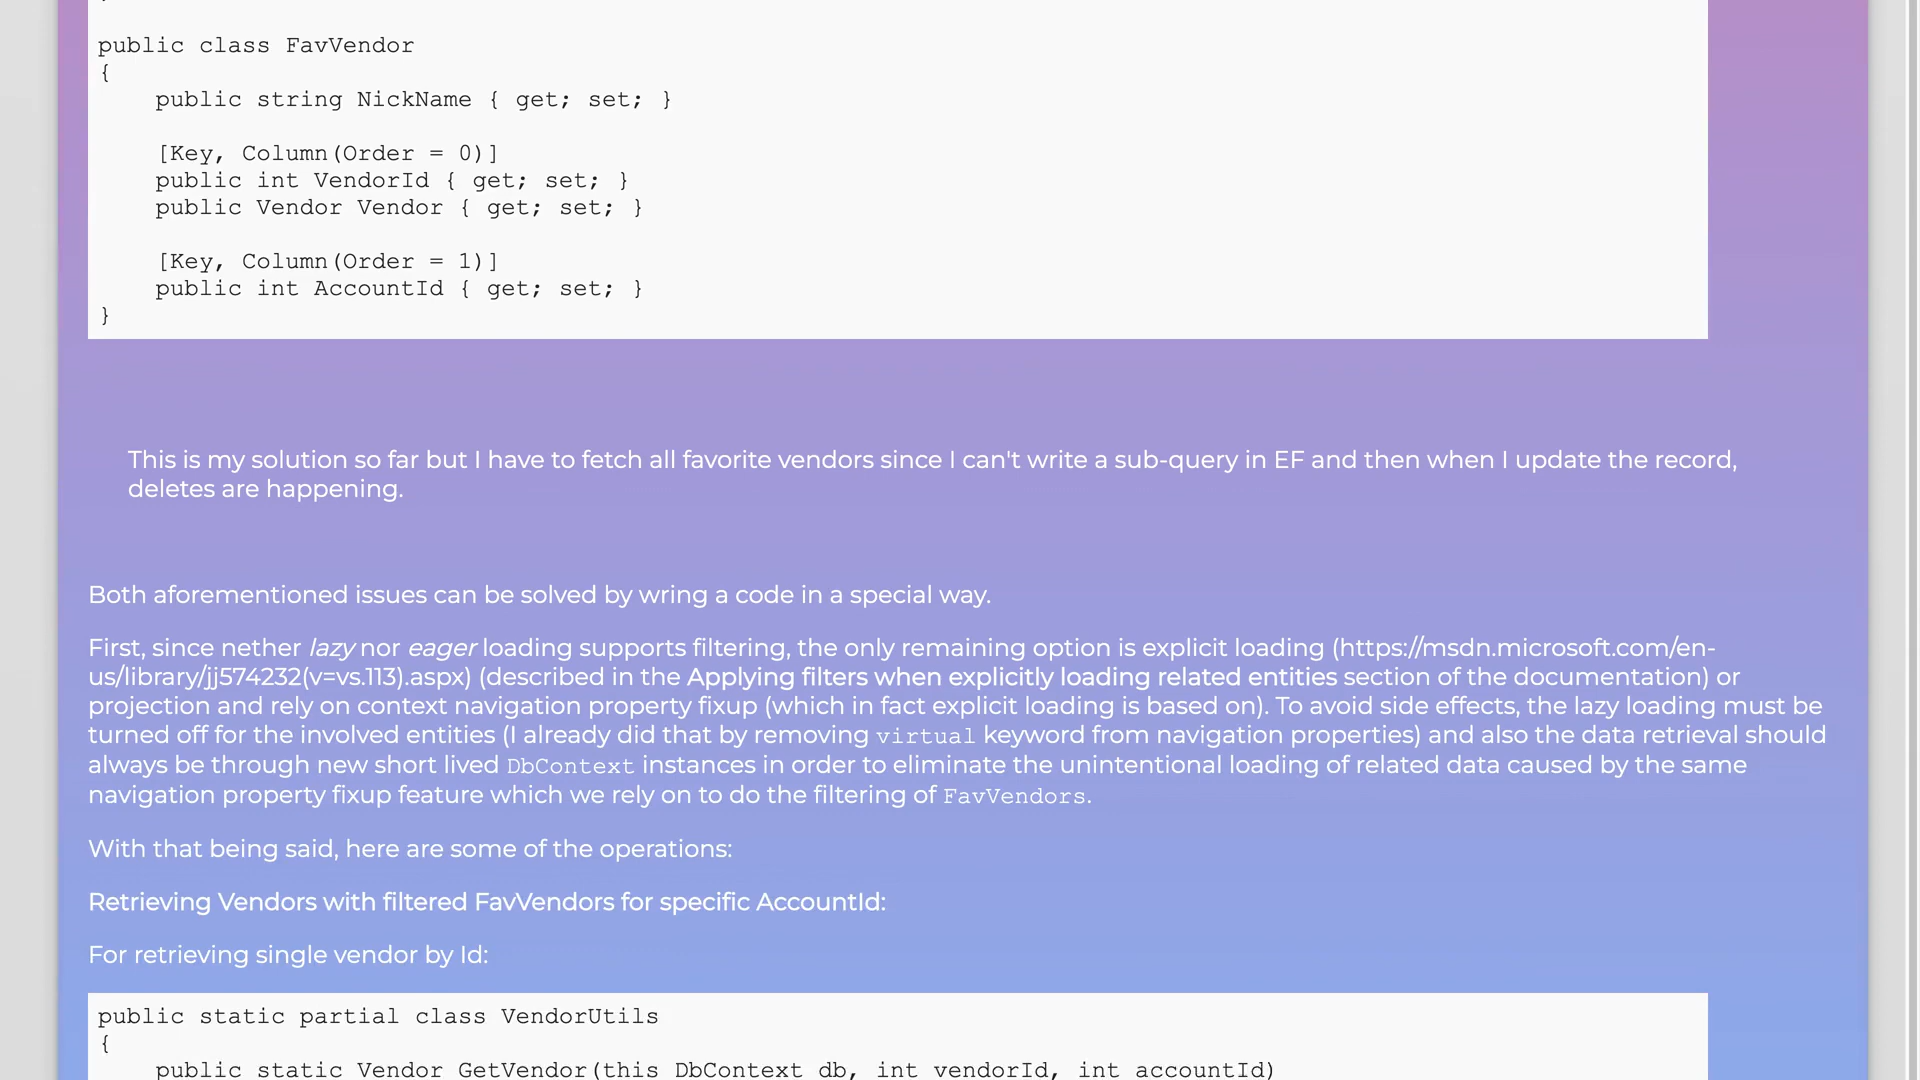 public class FavVendor
{
    public string NickName { get; set; }
    [Key, Column(Order = 0)]
    public int VendorId { get; set; }
    public Vendor Vendor { get; set; }
    [Key, Column(Order = 1)]
    public int AccountId { get; set; }
}
This is my solution so far but I have to fetch all favorite vendors since I can't write a sub-query in EF and then when I update the record,
deletes are happening.
Both aforementioned issues can be solved by wring a code in a special way.
First, since nether lazy nor eager loading supports filtering, the only remaining option is explicit loading (https://msdn.microsoft.com/en-
us/library/jj574232(v=vs.113).aspx) (described in the Applying filters when explicitly loading related entities section of the documentation) or
projection and rely on context navigation property fixup (which in fact explicit loading is based on). To avoid side effects, the lazy loading must be
turned off for the involved entities (I already did that by removing virtual keyword from navigation properties) and also the data retrieval should
always be through new short lived DbContext instances in order to eliminate the unintentional loading of related data caused by the same
navigation property fixup feature which we rely on to do the filtering of FavVendors.
With that being said, here are some of the operations:
Retrieving Vendors with filtered FavVendors for specific AccountId:
For retrieving single vendor by Id:
public static partial class VendorUtils
{
    public static Vendor GetVendor(this DbContext db, int vendorId, int accountId)